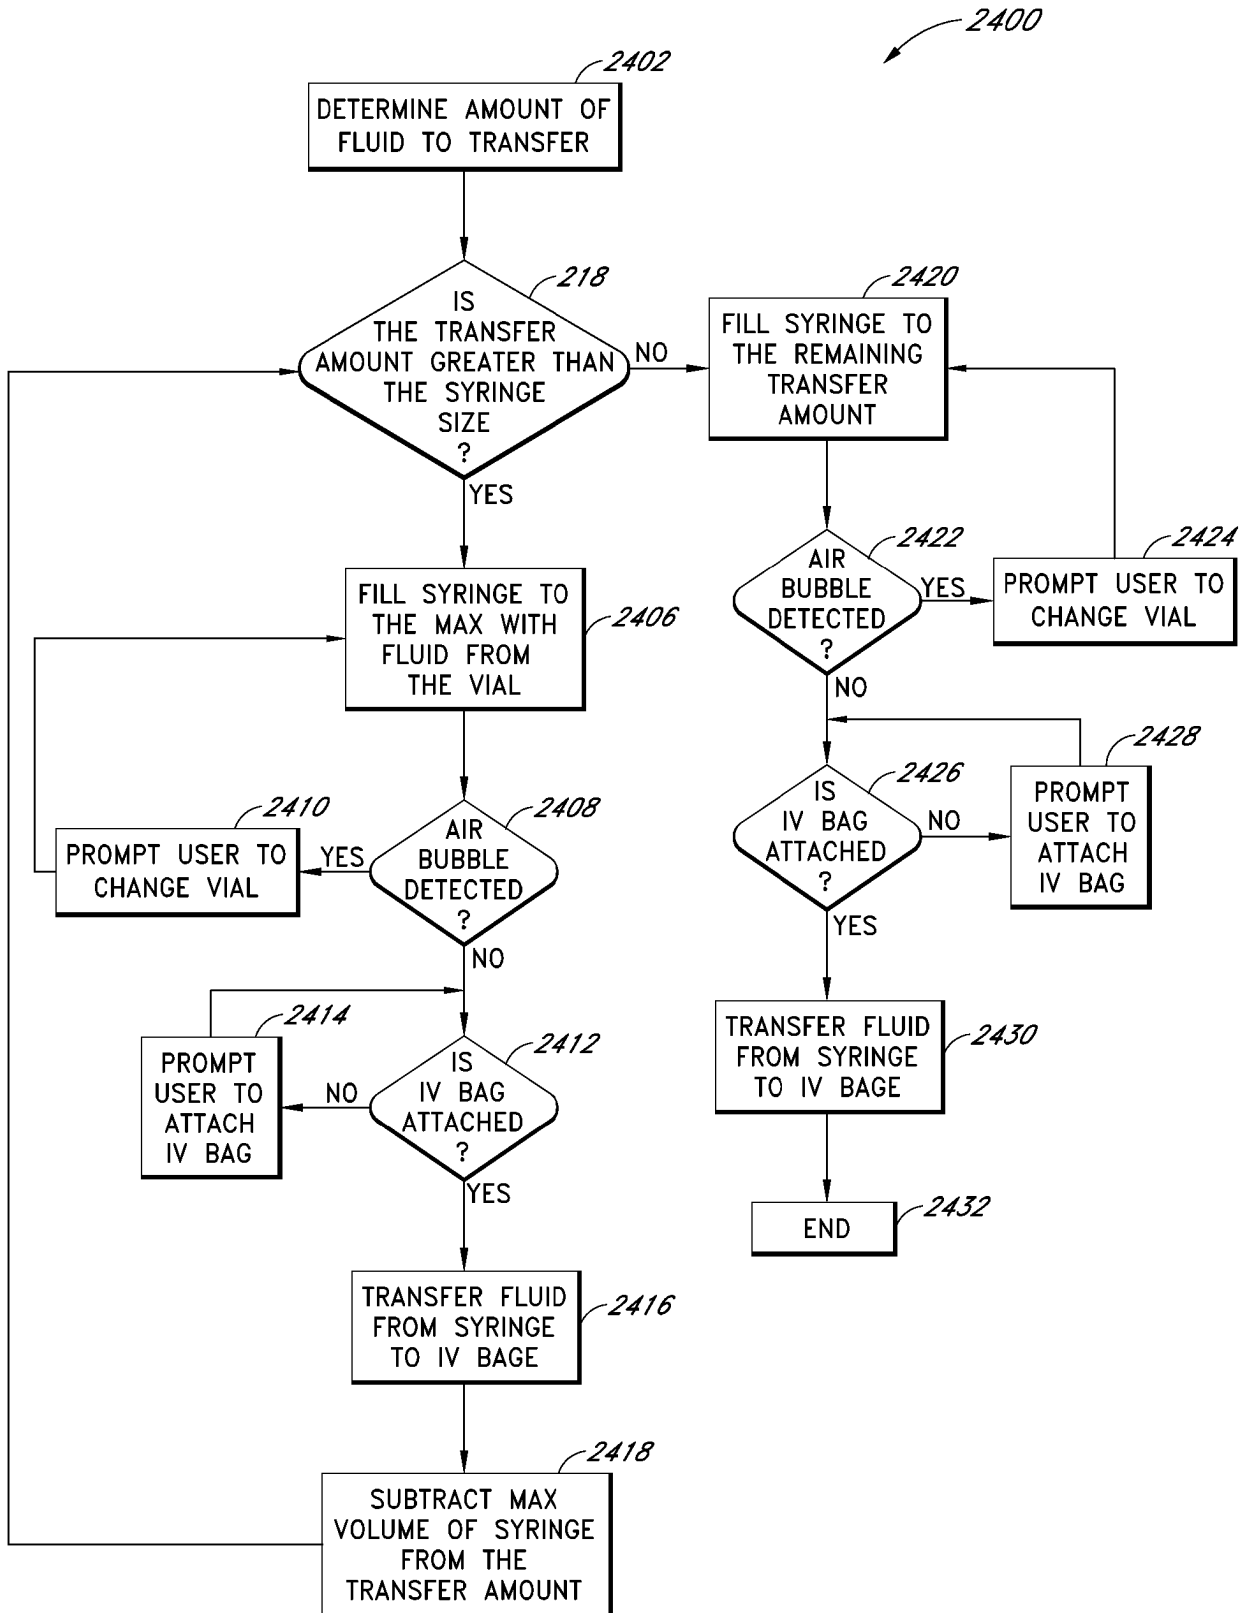 2400
2402
DETERMINE AMOUNT OF
FLUID TO TRANSFER
218
IS
THE TRANSFER
AMOUNT GREATER THAN
THE SYRINGE
SIZE
?
NO
YES
2420
FILL SYRINGE TO
THE REMAINING
TRANSFER
AMOUNT
2422
AIR
BUBBLE
DETECTED
?
YES
NO
2424
PROMPT USER TO
CHANGE VIAL
FILL SYRINGE TO
THE MAX WITH
FLUID FROM
THE VIAL
2406
2426
IS
IV BAG
ATTACHED
?
NO
YES
2428
PROMPT
USER TO
ATTACH
IV BAG
2408
AIR
BUBBLE
DETECTED
?
YES
NO
2410
PROMPT USER TO
CHANGE VIAL
2412
IS
IV BAG
ATTACHED
?
NO
YES
2414
PROMPT
USER TO
ATTACH
IV BAG
TRANSFER FLUID
FROM SYRINGE
TO IV BAGE
2430
END
2432
TRANSFER FLUID
FROM SYRINGE
TO IV BAGE
2416
2418
SUBTRACT MAX
VOLUME OF SYRINGE
FROM THE
TRANSFER AMOUNT